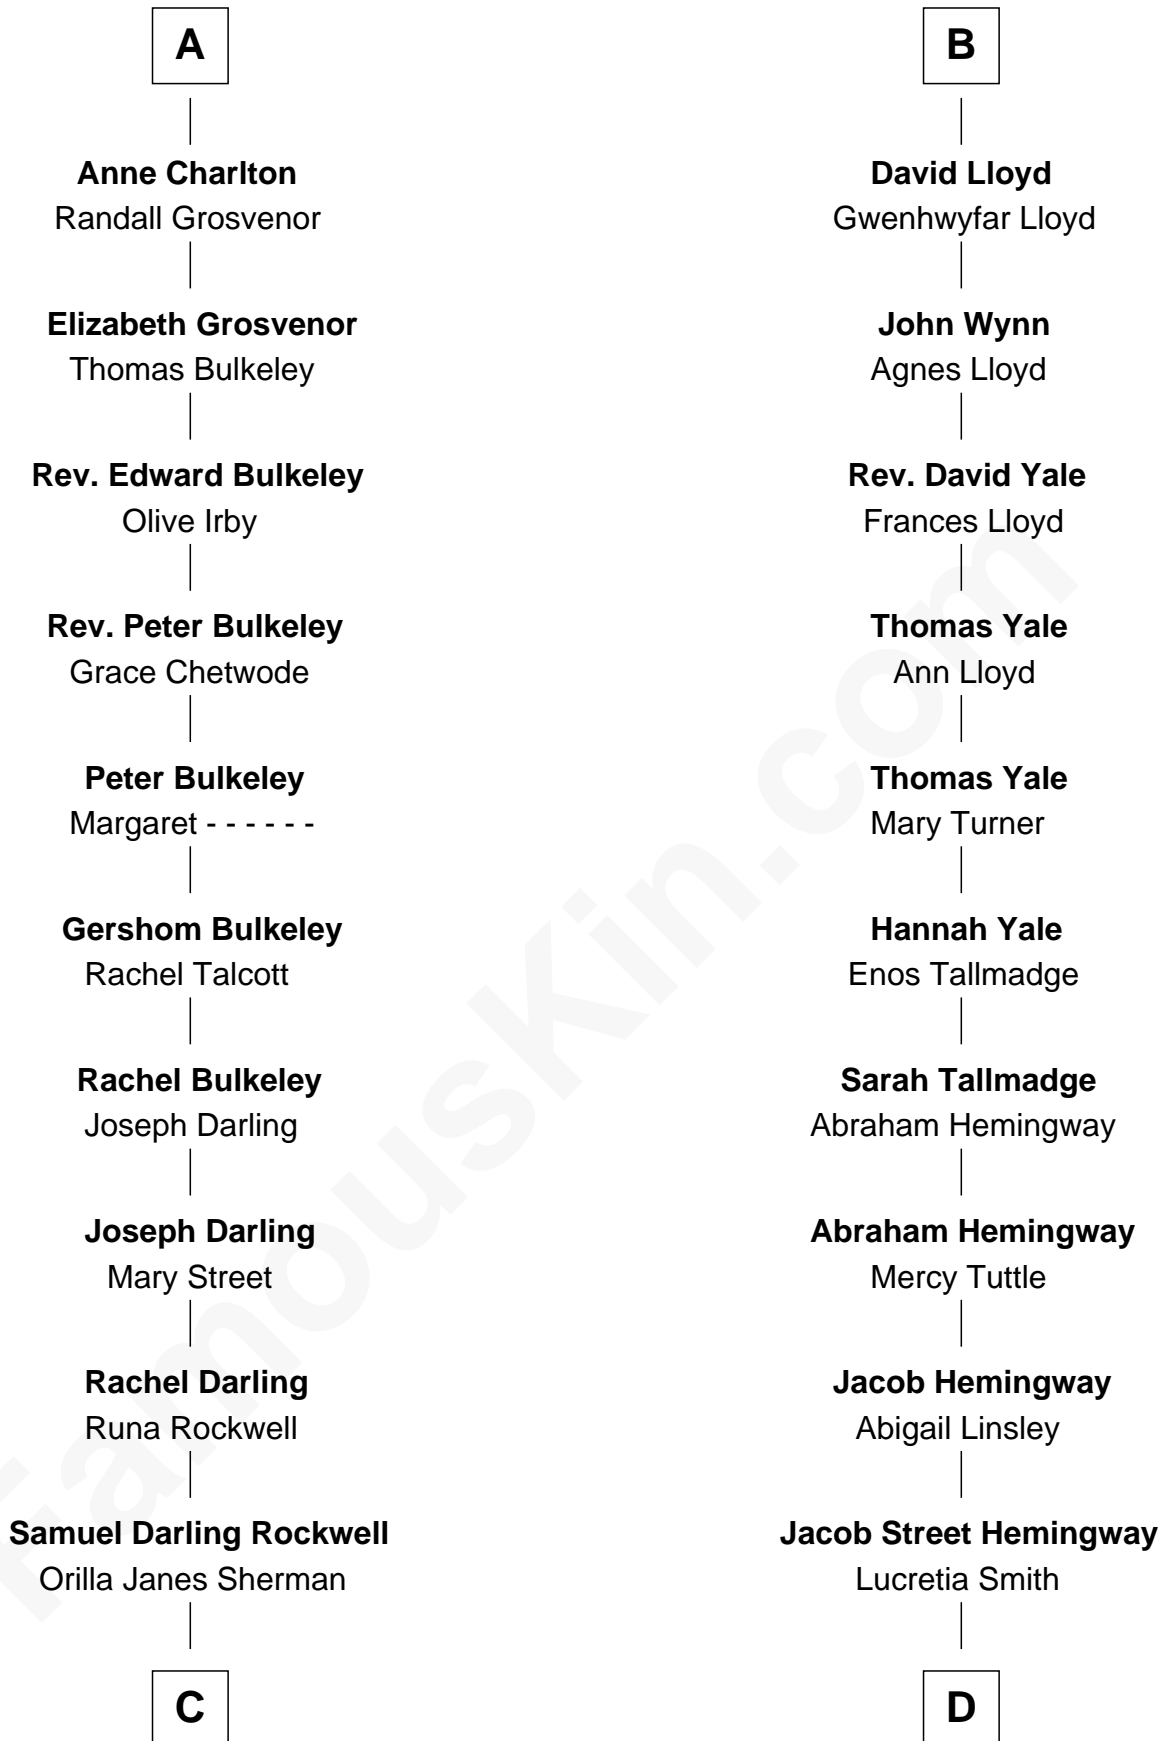 A
Anne Charlton
Randall Grosvenor
Elizabeth Grosvenor
Thomas Bulkeley
Rev. Edward Bulkeley
Olive Irby
Rev. Peter Bulkeley
Grace Chetwode
Peter Bulkeley
Margaret - - - - - -
Gershom Bulkeley
Rachel Talcott
Rachel Bulkeley
Joseph Darling
Joseph Darling
Mary Street
Rachel Darling
Runa Rockwell
Samuel Darling Rockwell
Orilla Janes Sherman
C
B
David Lloyd
Gwenhwyfar Lloyd
John Wynn
Agnes Lloyd
Rev. David Yale
Frances Lloyd
Thomas Yale
Ann Lloyd
Thomas Yale
Mary Turner
Hannah Yale
Enos Tallmadge
Sarah Tallmadge
Abraham Hemingway
Abraham Hemingway
Mercy Tuttle
Jacob Hemingway
Abigail Linsley
Jacob Street Hemingway
Lucretia Smith
D
FamousKin.com